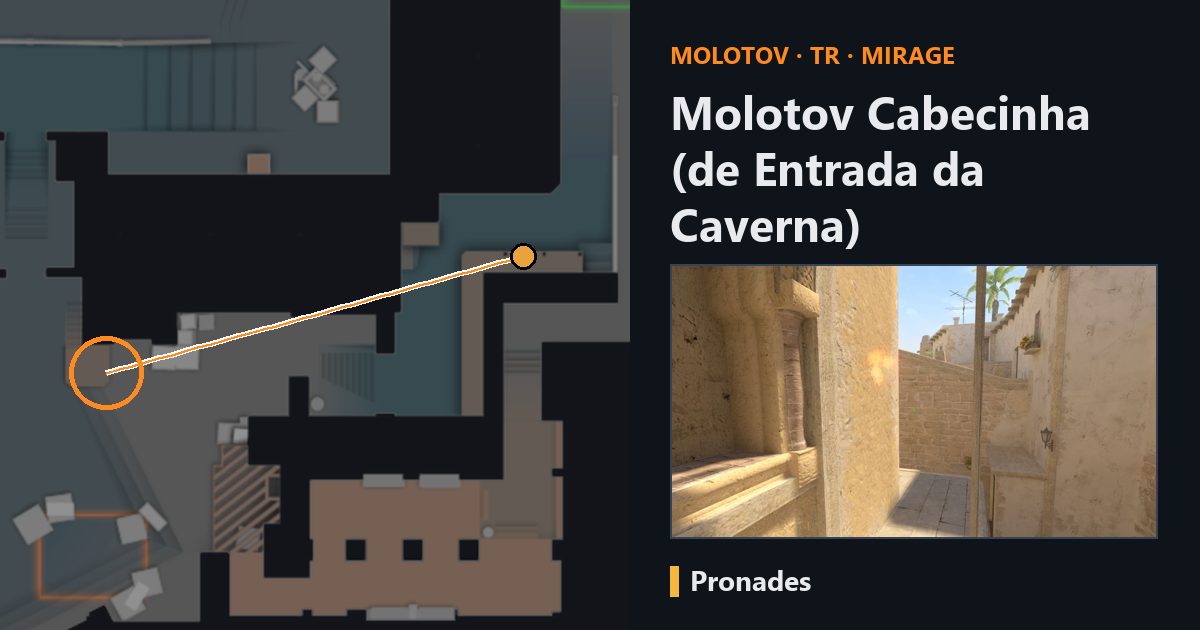 MOLOTOV · TR · MIRAGE
Molotov Cabecinha
(de Entrada da
Caverna)
Pronades